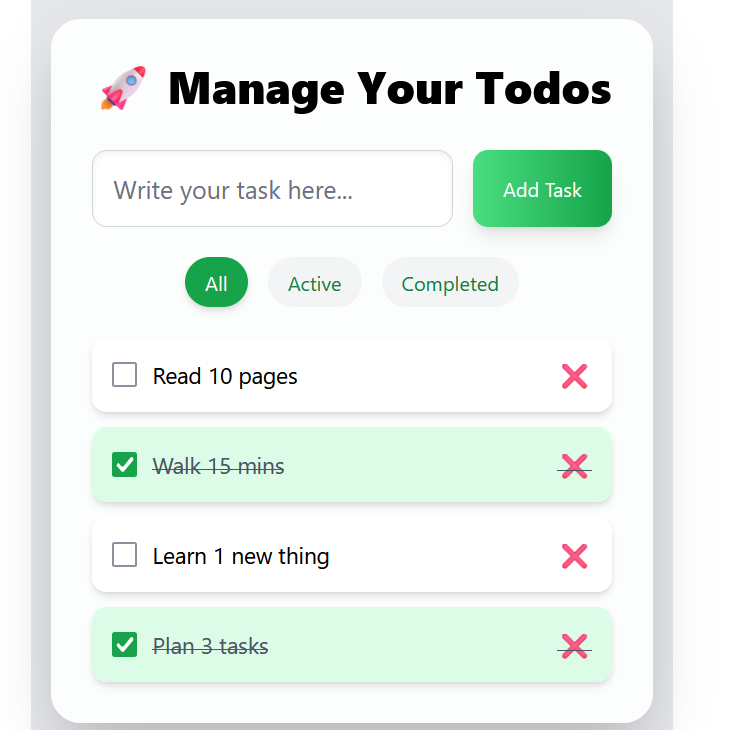 🚀 Manage Your Todos
Write your task here...
Add Task
All Active Completed
Read 10 pages
Walk 15 mins
Learn 1 new thing
Plan 3 tasks